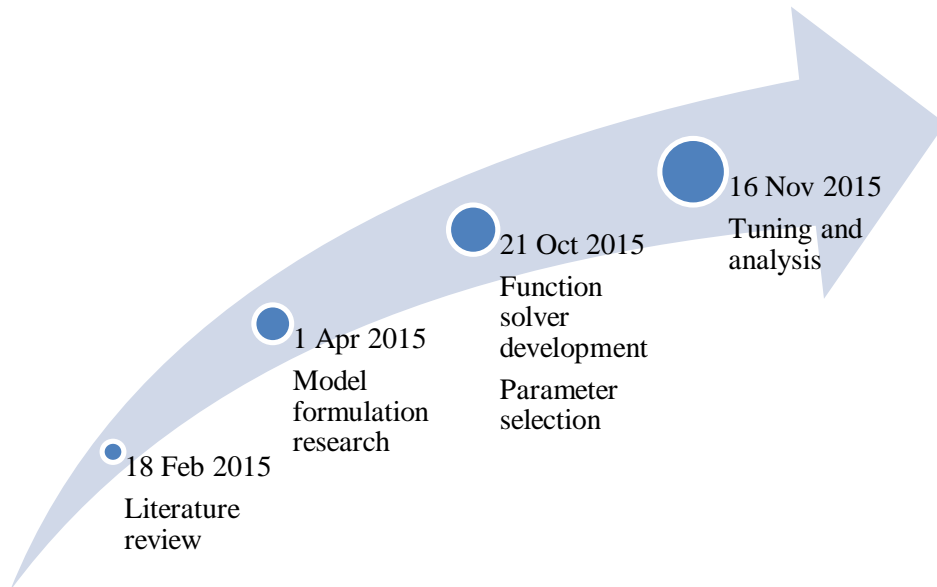 18 Feb 2015
Literature
review
1 Apr 2015
Model
formulation
research
21 Oct 2015
Function
solver
development
Parameter
selection
16 Nov 2015
Tuning and
analysis